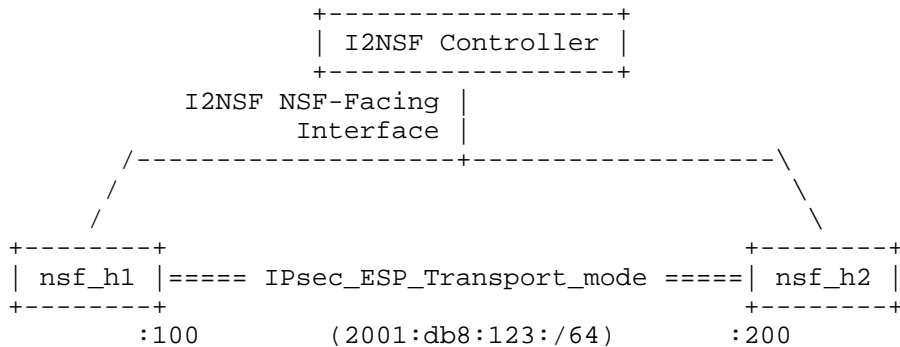 I2NSF Controller
I2NSF NSF-Facing
Interface
nsf_h1 |===== IPsec_ESP_Transport_mode =====| nsf_h2
:100 (2001:db8:123:/64) :200